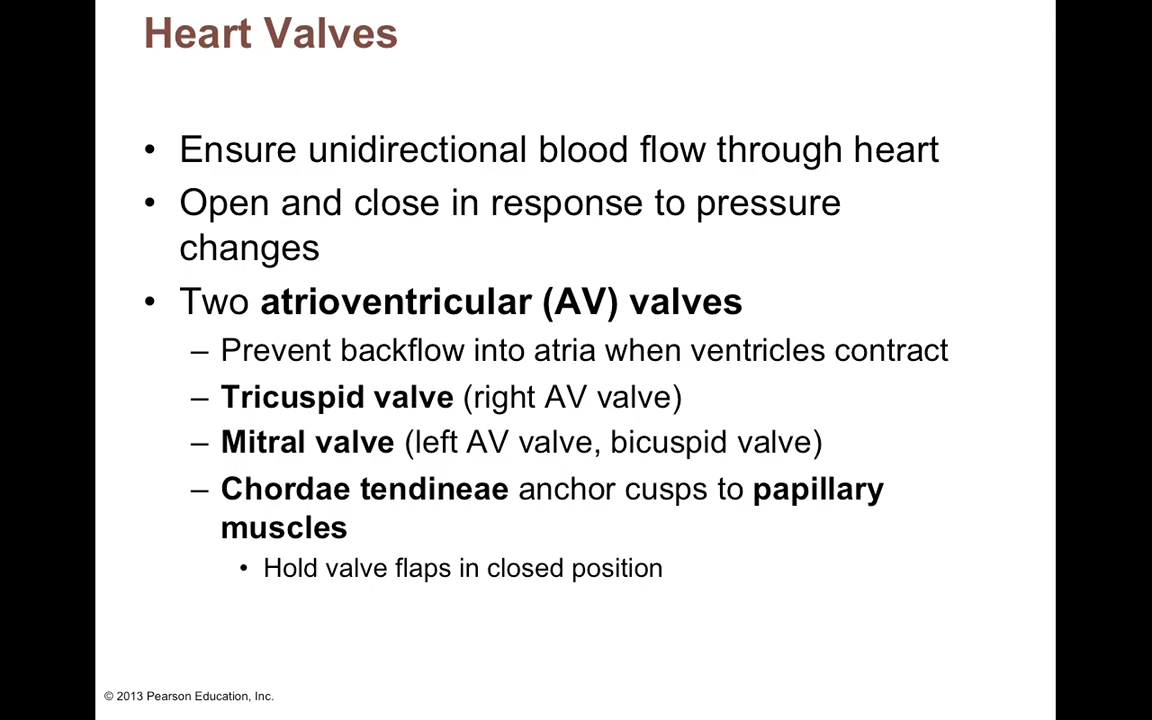 Heart Valves
• Ensure unidirectional blood flow through heart
• Open and close in response to pressure
changes
• Two atrioventricular (AV) valves
– Prevent backflow into atria when ventricles contract
– Tricuspid valve (right AV valve)
– Mitral valve (left AV valve, bicuspid valve)
– Chordae tendineae anchor cusps to papillary
muscles
• Hold valve flaps in closed position
© 2013 Pearson Education, Inc.